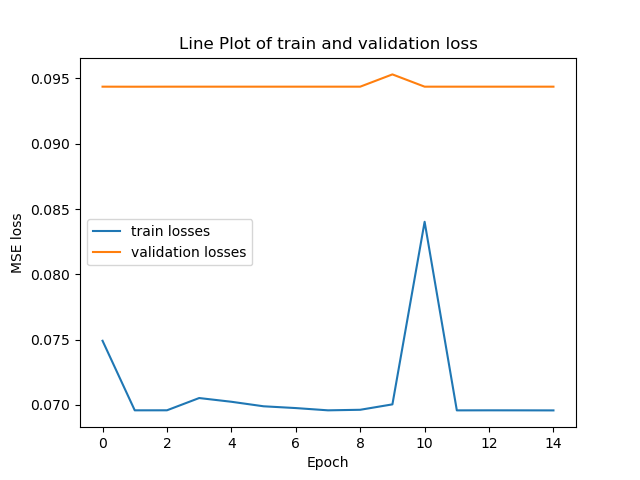 Line Plot of train and validation loss
0.095
0.090
0.085
0.080
0.075
0.070
MSE loss
train losses
validation losses
0 2 4 6 8 10 12 14
Epoch